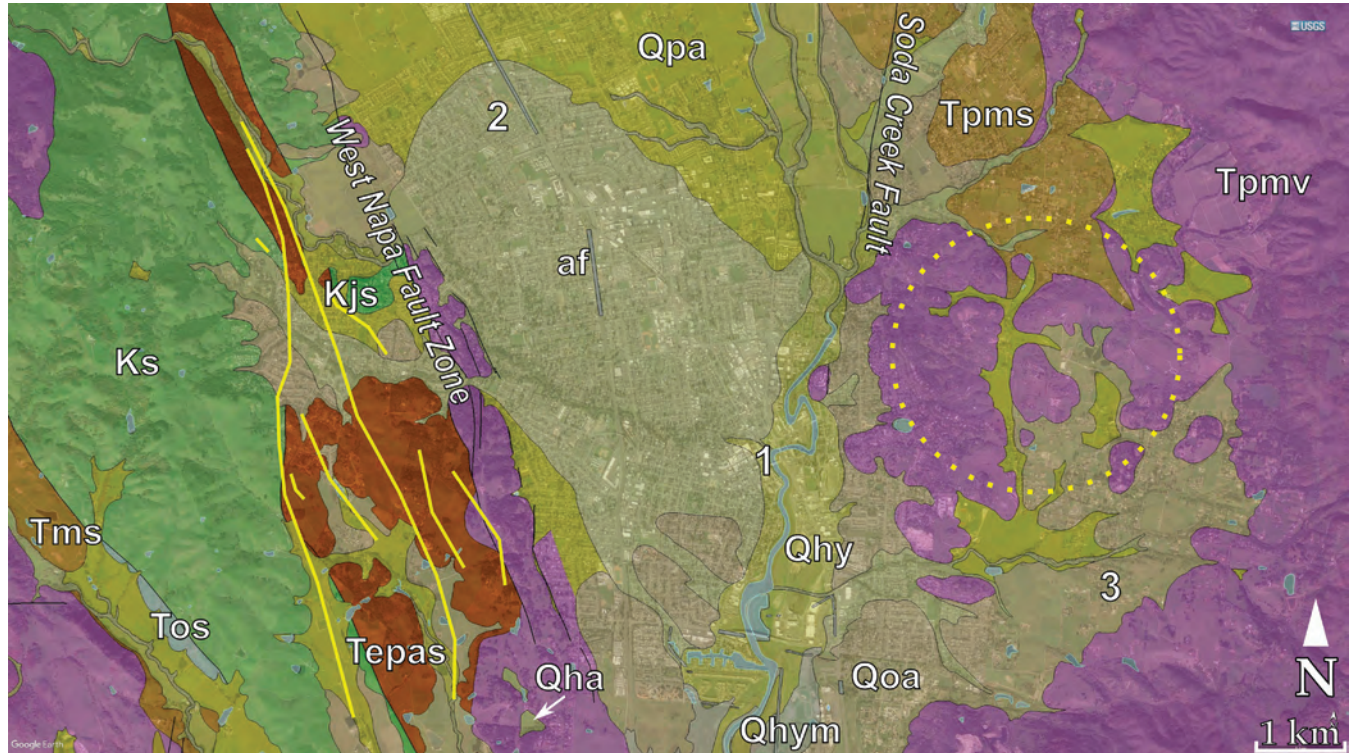 USGS
Qpa
Soda Creek Fault
Tpms
2
Tpmv
West Napa Fault Zone
af
Kjs
Ks
1
Tms
Qhy
3
Tos
Tepas
Qha
Qoa
N
Qhym
1 km
Google Earth